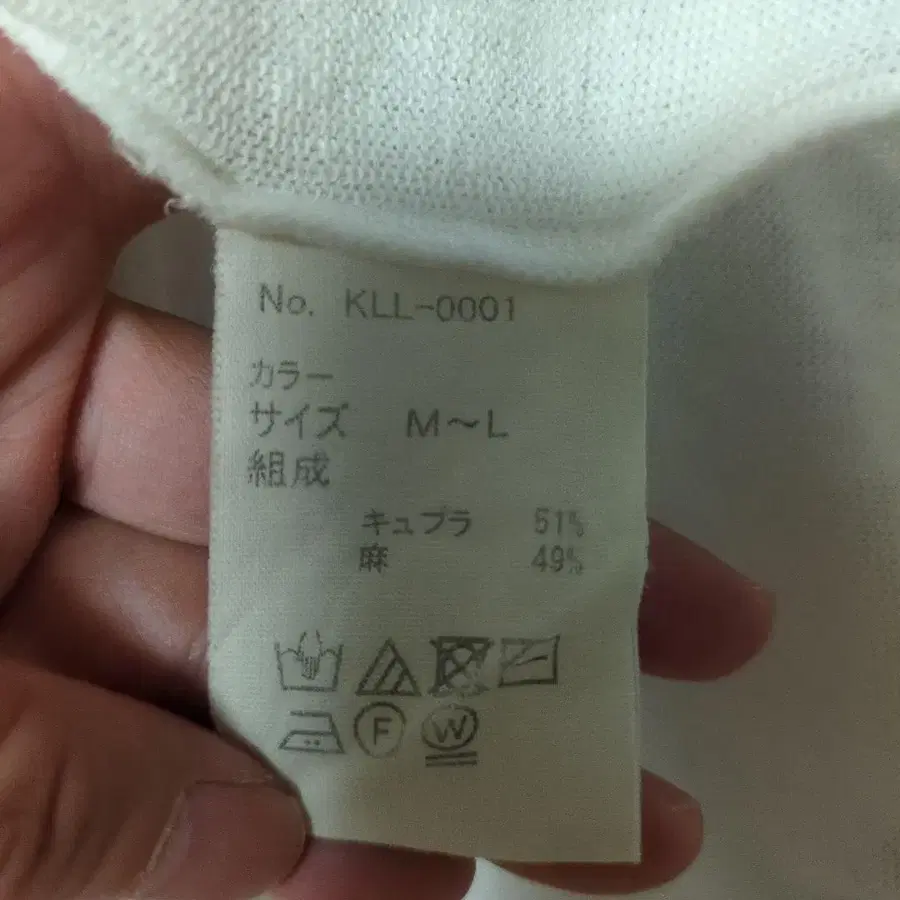 No. KLL-0001
カラー
サイズ M～L
組成
キュプラ 51%
麻 49%
F W